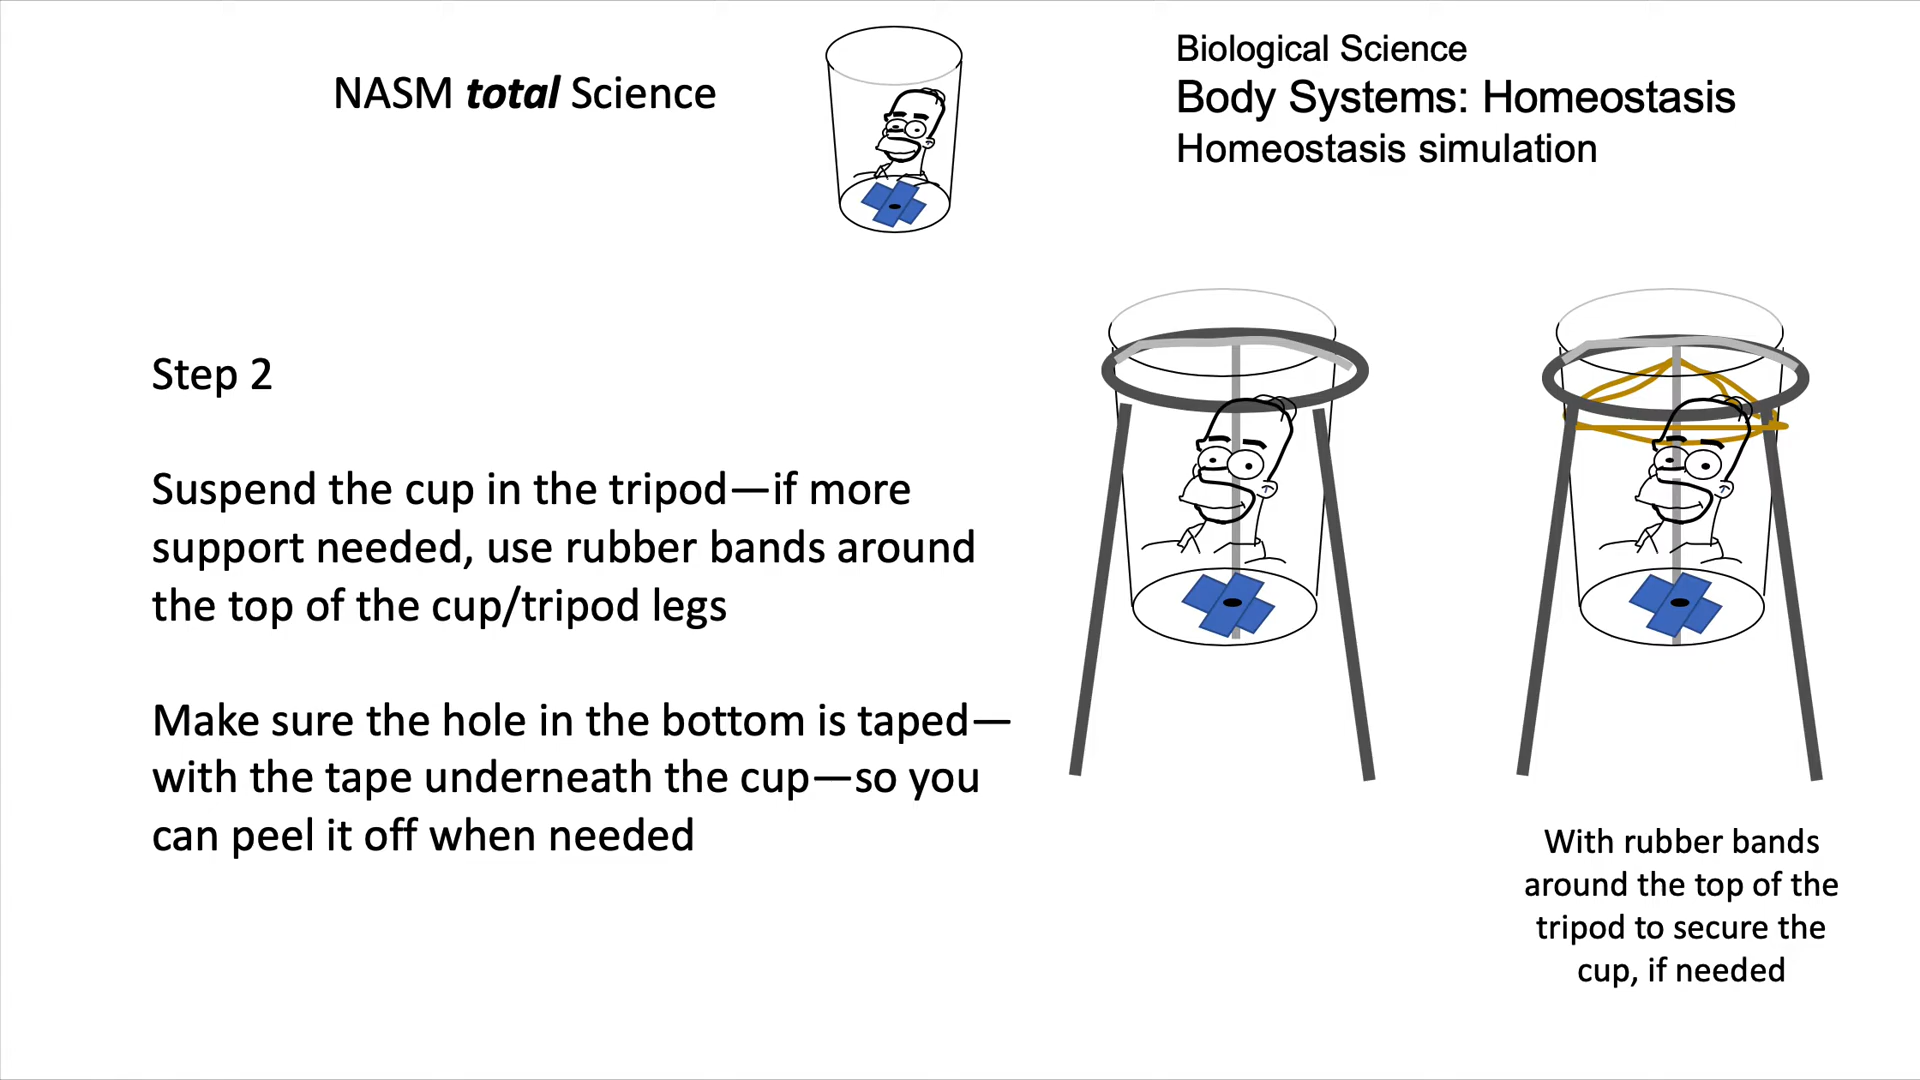 NASM total Science
Biological Science
Body Systems: Homeostasis
Homeostasis simulation
Step 2
Suspend the cup in the tripod—if more
support needed, use rubber bands around
the top of the cup/tripod legs
Make sure the hole in the bottom is taped—
with the tape underneath the cup—so you
can peel it off when needed
With rubber bands
around the top of the
tripod to secure the
cup, if needed